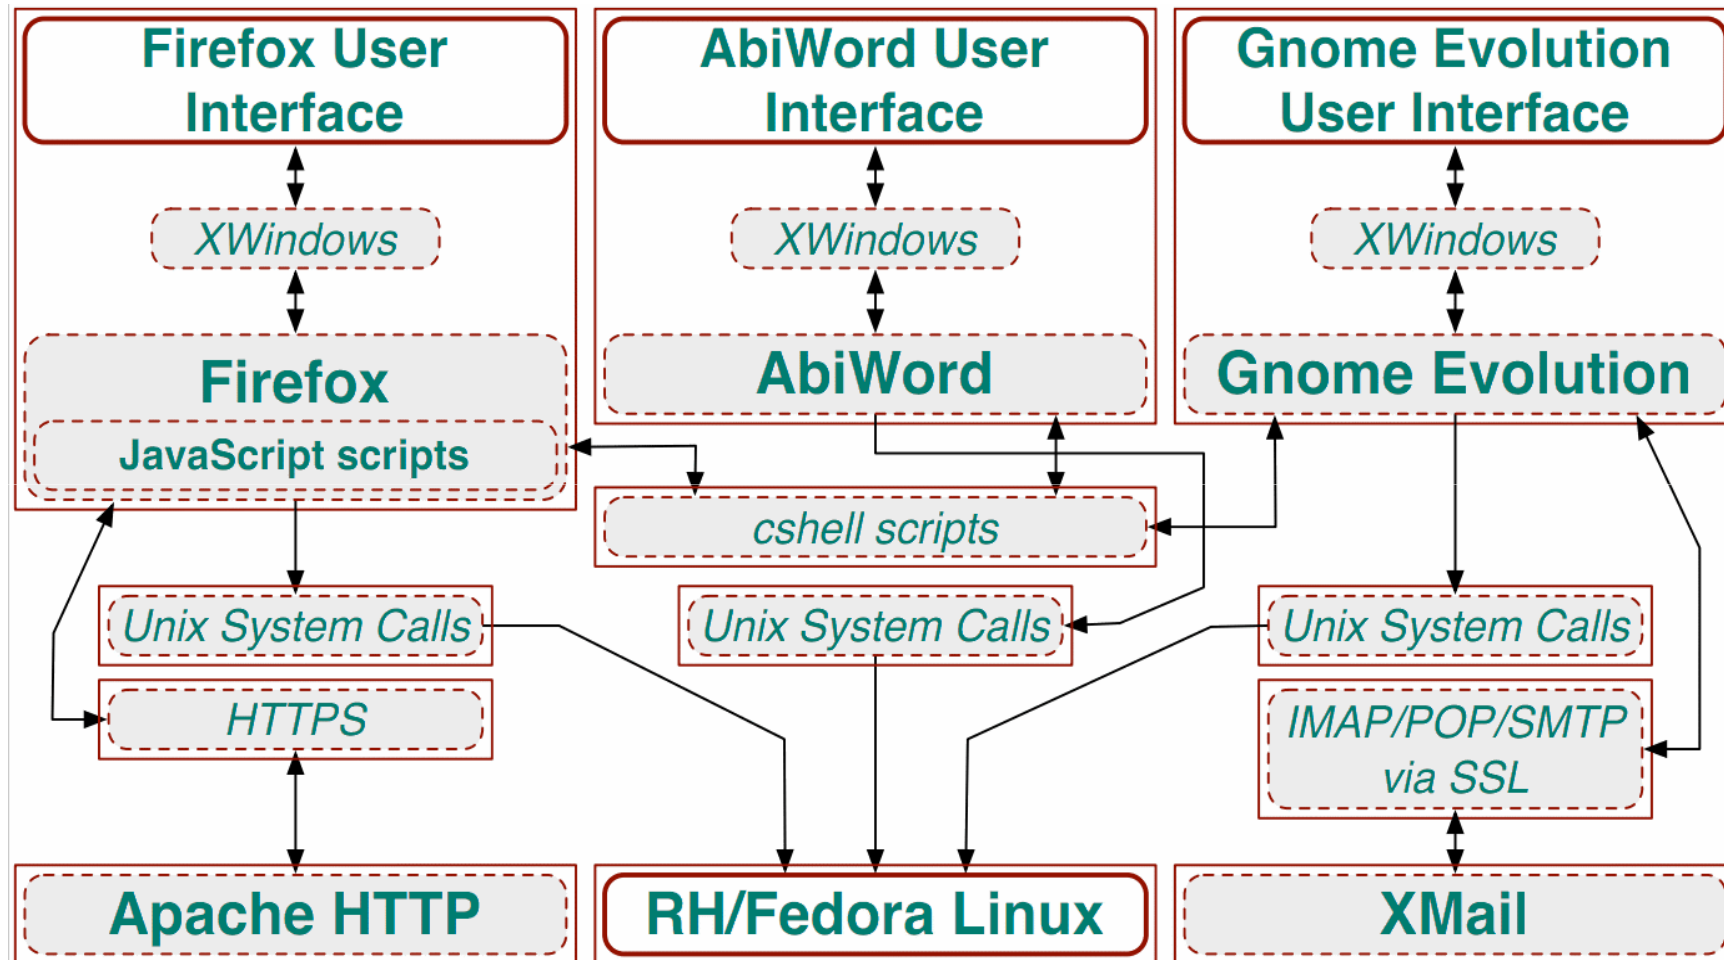 Firefox User
Interface
AbiWord User
Interface
Gnome Evolution
User Interface
XWindows
XWindows
XWindows
Firefox
JavaScript scripts
AbiWord
Gnome Evolution
cshell scripts
Unix System Calls
Unix System Calls
Unix System Calls
HTTPS
IMAP/POP/SMTP
via SSL
Apache HTTP
RH/Fedora Linux
XMail